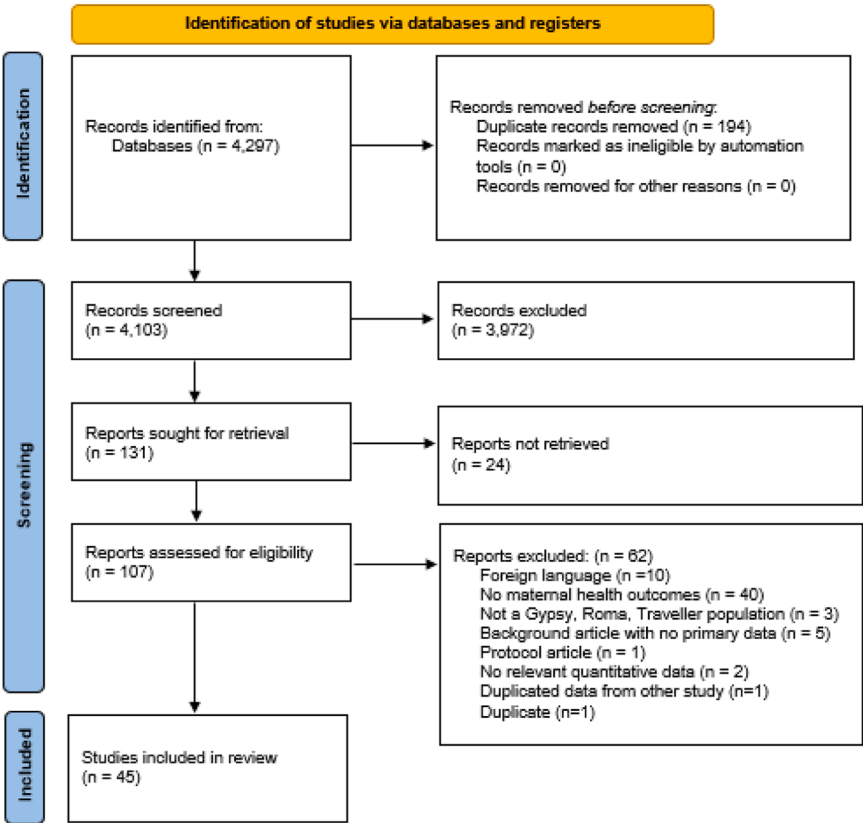 Identification of studies via databases and registers
Identification
Records identified from:
Databases (n = 4,297)
Records removed before screening:
Duplicate records removed (n = 194)
Records marked as ineligible by automation
tools (n = 0)
Records removed for other reasons (n = 0)
Screening
Records screened
(n = 4,103)
Records excluded
(n = 3,972)
Reports sought for retrieval
(n = 131)
Reports not retrieved
(n = 24)
Reports assessed for eligibility
(n = 107)
Reports excluded: (n = 62)
Foreign language (n =10)
No maternal health outcomes (n = 40)
Not a Gypsy, Roma, Traveller population (n = 3)
Background article with no primary data (n = 5)
Protocol article (n = 1)
No relevant quantitative data (n = 2)
Duplicated data from other study (n=1)
Duplicate (n=1)
Included
Studies included in review
(n = 45)